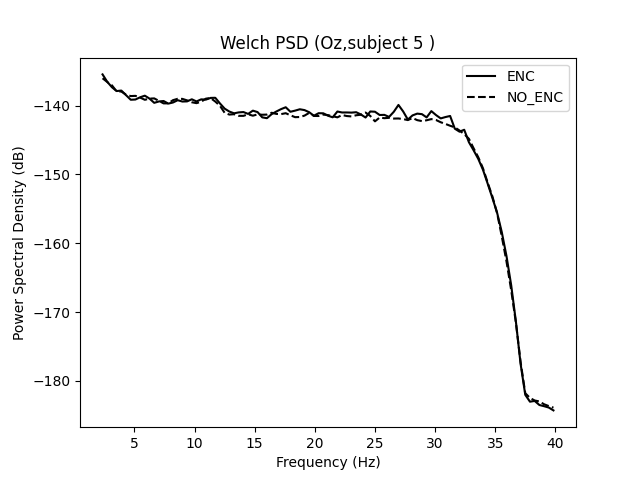 Welch PSD (Oz,subject 5 )
ENC
NO_ENC
Power Spectral Density (dB)
−140
−150
−160
−170
−180
5 10 15 20 25 30 35 40
Frequency (Hz)